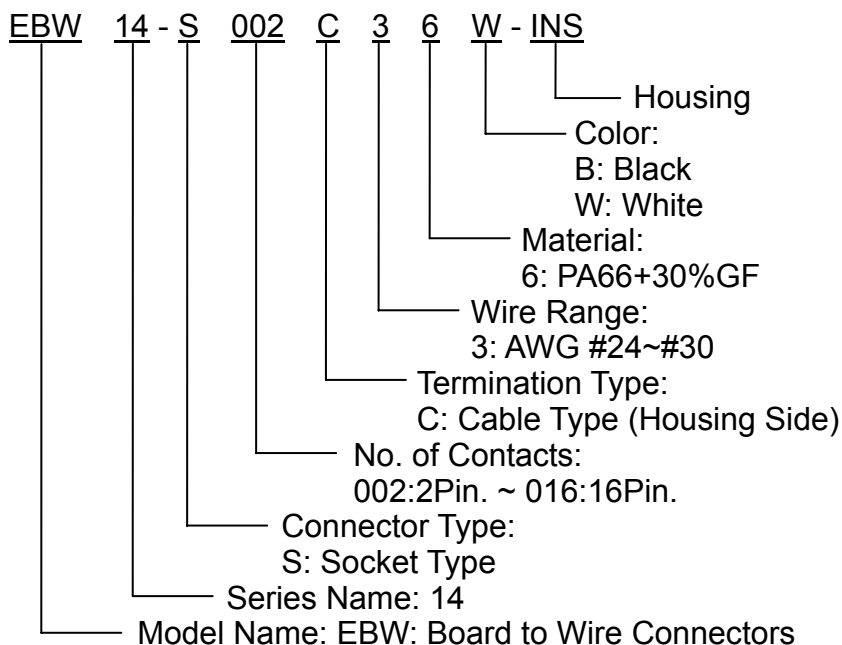 EBW 14 - S 002 C 3 6 W - INS
Housing
Color:
B: Black
W: White
Material:
6: PA66+30%GF
Wire Range:
3: AWG #24~#30
Termination Type:
C: Cable Type (Housing Side)
No. of Contacts:
002:2Pin. ~ 016:16Pin.
Connector Type:
S: Socket Type
Series Name: 14
Model Name: EBW: Board to Wire Connectors